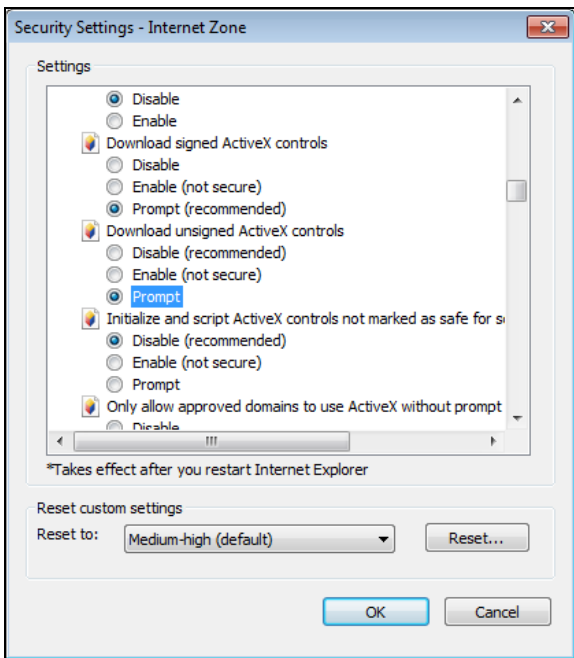 Security Settings - Internet Zone
Settings
Disable
Enable
Download signed ActiveX controls
Disable
Enable (not secure)
Prompt (recommended)
Download unsigned ActiveX controls
Disable (recommended)
Enable (not secure)
Prompt
Initialize and script ActiveX controls not marked as safe for s
Disable (recommended)
Enable (not secure)
Prompt
Only allow approved domains to use ActiveX without prompt
Disable
*Takes effect after you restart Internet Explorer
Reset custom settings
Reset to: Medium-high (default) Reset...
OK Cancel